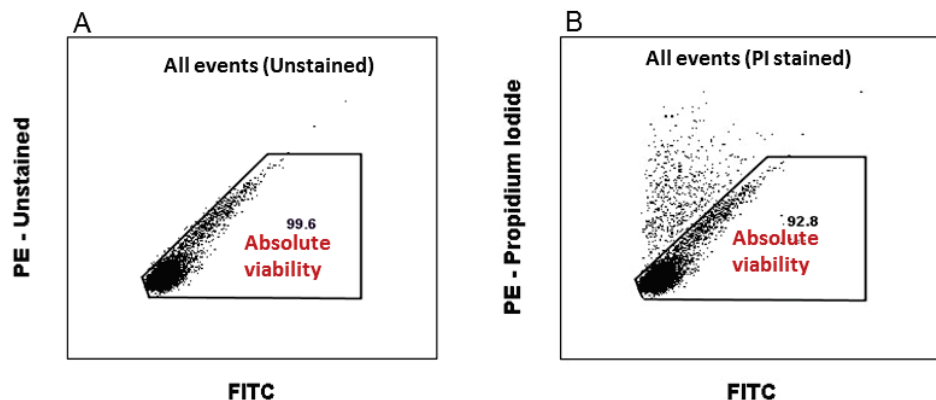 A
All events (Unstained)
PE - Unstained
99.6
Absolute
viability
FITC
B
All events (PI stained)
PE - Propidium Iodide
92.8
Absolute
viability
FITC